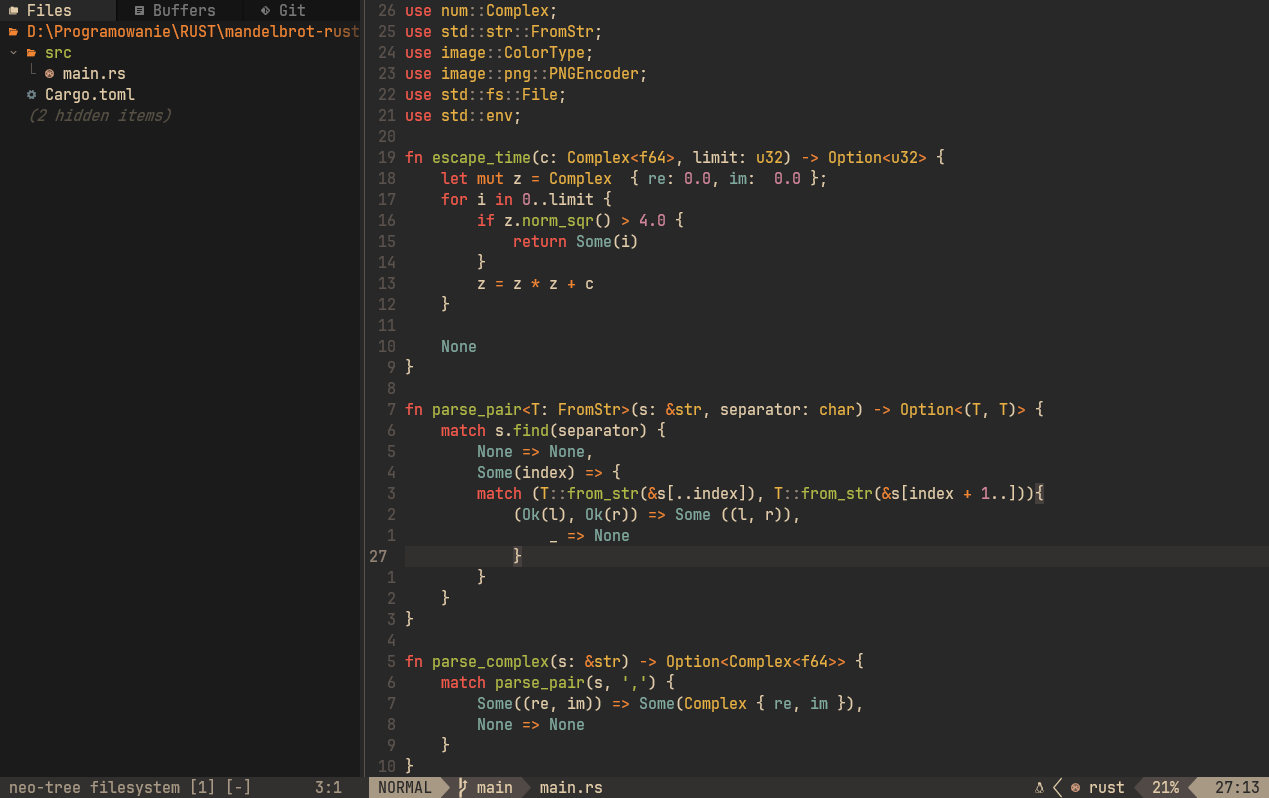 Files Buffers Git
D:\Programowanie\RUST\mandelbrot-rust
src
main.rs
Cargo.toml
(2 hidden items)
neo-tree filesystem [1] [-] 3:1
26 use num::Complex;
25 use std::str::FromStr;
24 use image::ColorType;
23 use image::png::PNGEncoder;
22 use std::fs::File;
21 use std::env;
20
19 fn escape_time(c: Complex<f64>, limit: u32) -> Option<u32> {
18     let mut z = Complex  { re: 0.0, im:  0.0 };
17     for i in 0..limit {
16         if z.norm_sqr() > 4.0 {
15             return Some(i)
14         }
13         z = z * z + c
12     }
11
10     None
9 }
8
7 fn parse_pair<T: FromStr>(s: &str, separator: char) -> Option<(T, T)> {
6     match s.find(separator) {
5         None => None,
4         Some(index) => {
3         match (T::from_str(&s[..index]), T::from_str(&s[index + 1..])){
2             (Ok(l), Ok(r)) => Some ((l, r)),
1                 _ => None
27             }
1         }
2     }
3 }
4
5 fn parse_complex(s: &str) -> Option<Complex<f64>> {
6     match parse_pair(s, ',') {
7         Some((re, im)) => Some(Complex { re, im }),
8         None => None
9     }
10 }
NORMAL main main.rs rust 21% 27:13